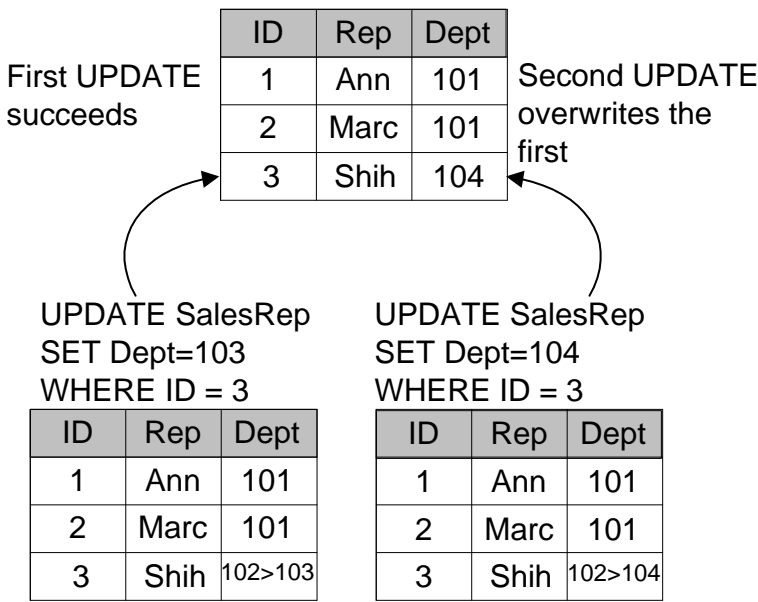 ID Rep Dept
1 Ann 101
2 Marc 101
3 Shih 104
First UPDATE
succeeds
Second UPDATE
overwrites the
first
UPDATE SalesRep
SET Dept=103
WHERE ID = 3
ID Rep Dept
1 Ann 101
2 Marc 101
3 Shih 102>103
UPDATE SalesRep
SET Dept=104
WHERE ID = 3
ID Rep Dept
1 Ann 101
2 Marc 101
3 Shih 102>104